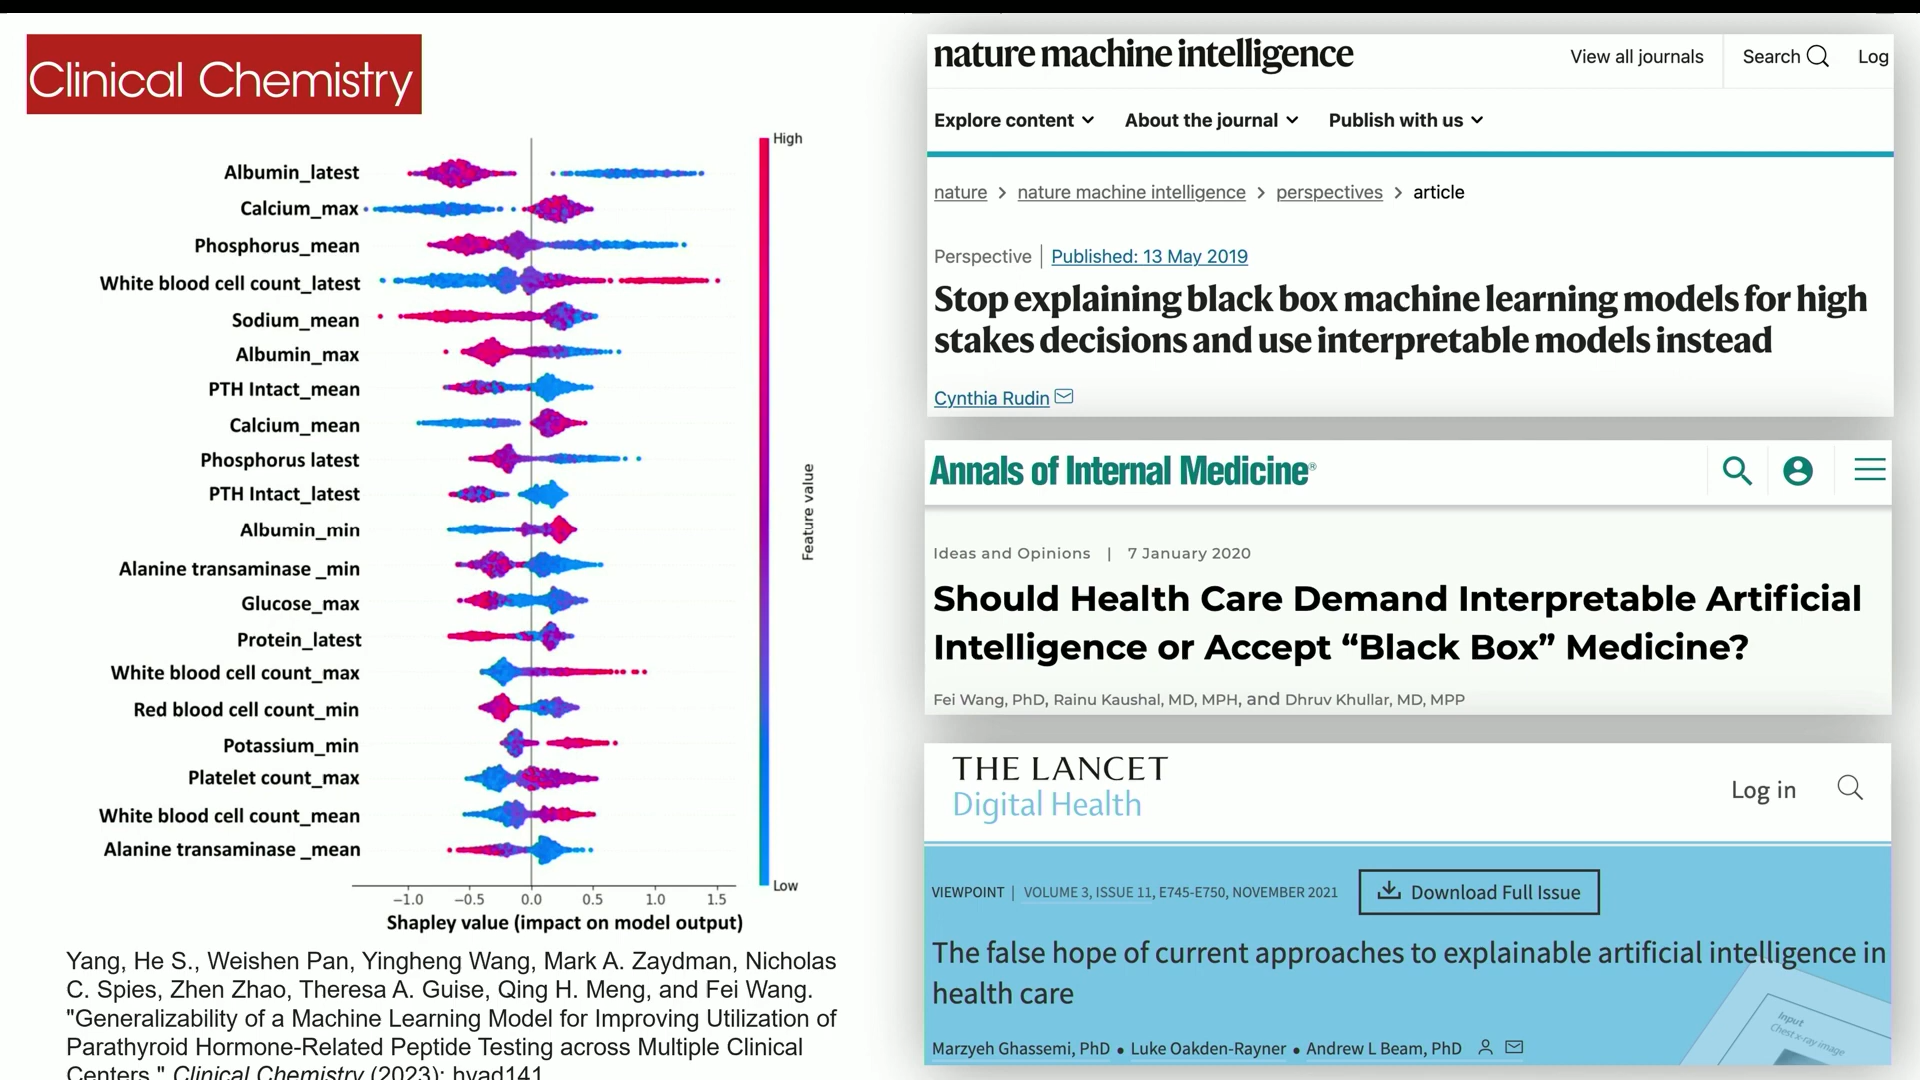 Clinical Chemistry
High
Albumin_latest
Calcium_max
Phosphorus_mean
White blood cell count_latest
Sodium_mean
Albumin_max
PTH Intact_mean
Calcium_mean
Phosphorus latest
PTH Intact_latest
Albumin_min
Alanine transaminase _min
Glucose_max
Protein_latest
White blood cell count_max
Red blood cell count_min
Potassium_min
Platelet count_max
White blood cell count_mean
Alanine transaminase _mean
Feature value
Low
−1.0 −0.5 0.0 0.5 1.0 1.5
Shapley value (impact on model output)
Yang, He S., Weishen Pan, Yingheng Wang, Mark A. Zaydman, Nicholas
C. Spies, Zhen Zhao, Theresa A. Guise, Qing H. Meng, and Fei Wang.
"Generalizability of a Machine Learning Model for Improving Utilization of
Parathyroid Hormone-Related Peptide Testing across Multiple Clinical
Centers." Clinical Chemistry (2023): hvad141.
nature machine intelligence
View all journals Search Log
Explore content About the journal Publish with us
nature > nature machine intelligence > perspectives > article
Perspective | Published: 13 May 2019
Stop explaining black box machine learning models for high
stakes decisions and use interpretable models instead
Cynthia Rudin
Annals of Internal Medicine®
Ideas and Opinions | 7 January 2020
Should Health Care Demand Interpretable Artificial
Intelligence or Accept “Black Box” Medicine?
Fei Wang, PhD, Rainu Kaushal, MD, MPH, and Dhruv Khullar, MD, MPP
THE LANCET
Digital Health
Log in
VIEWPOINT | VOLUME 3, ISSUE 11, E745-E750, NOVEMBER 2021
Download Full Issue
The false hope of current approaches to explainable artificial intelligence in
health care
Input
Chest x-ray image
Marzyeh Ghassemi, PhD • Luke Oakden-Rayner • Andrew L Beam, PhD